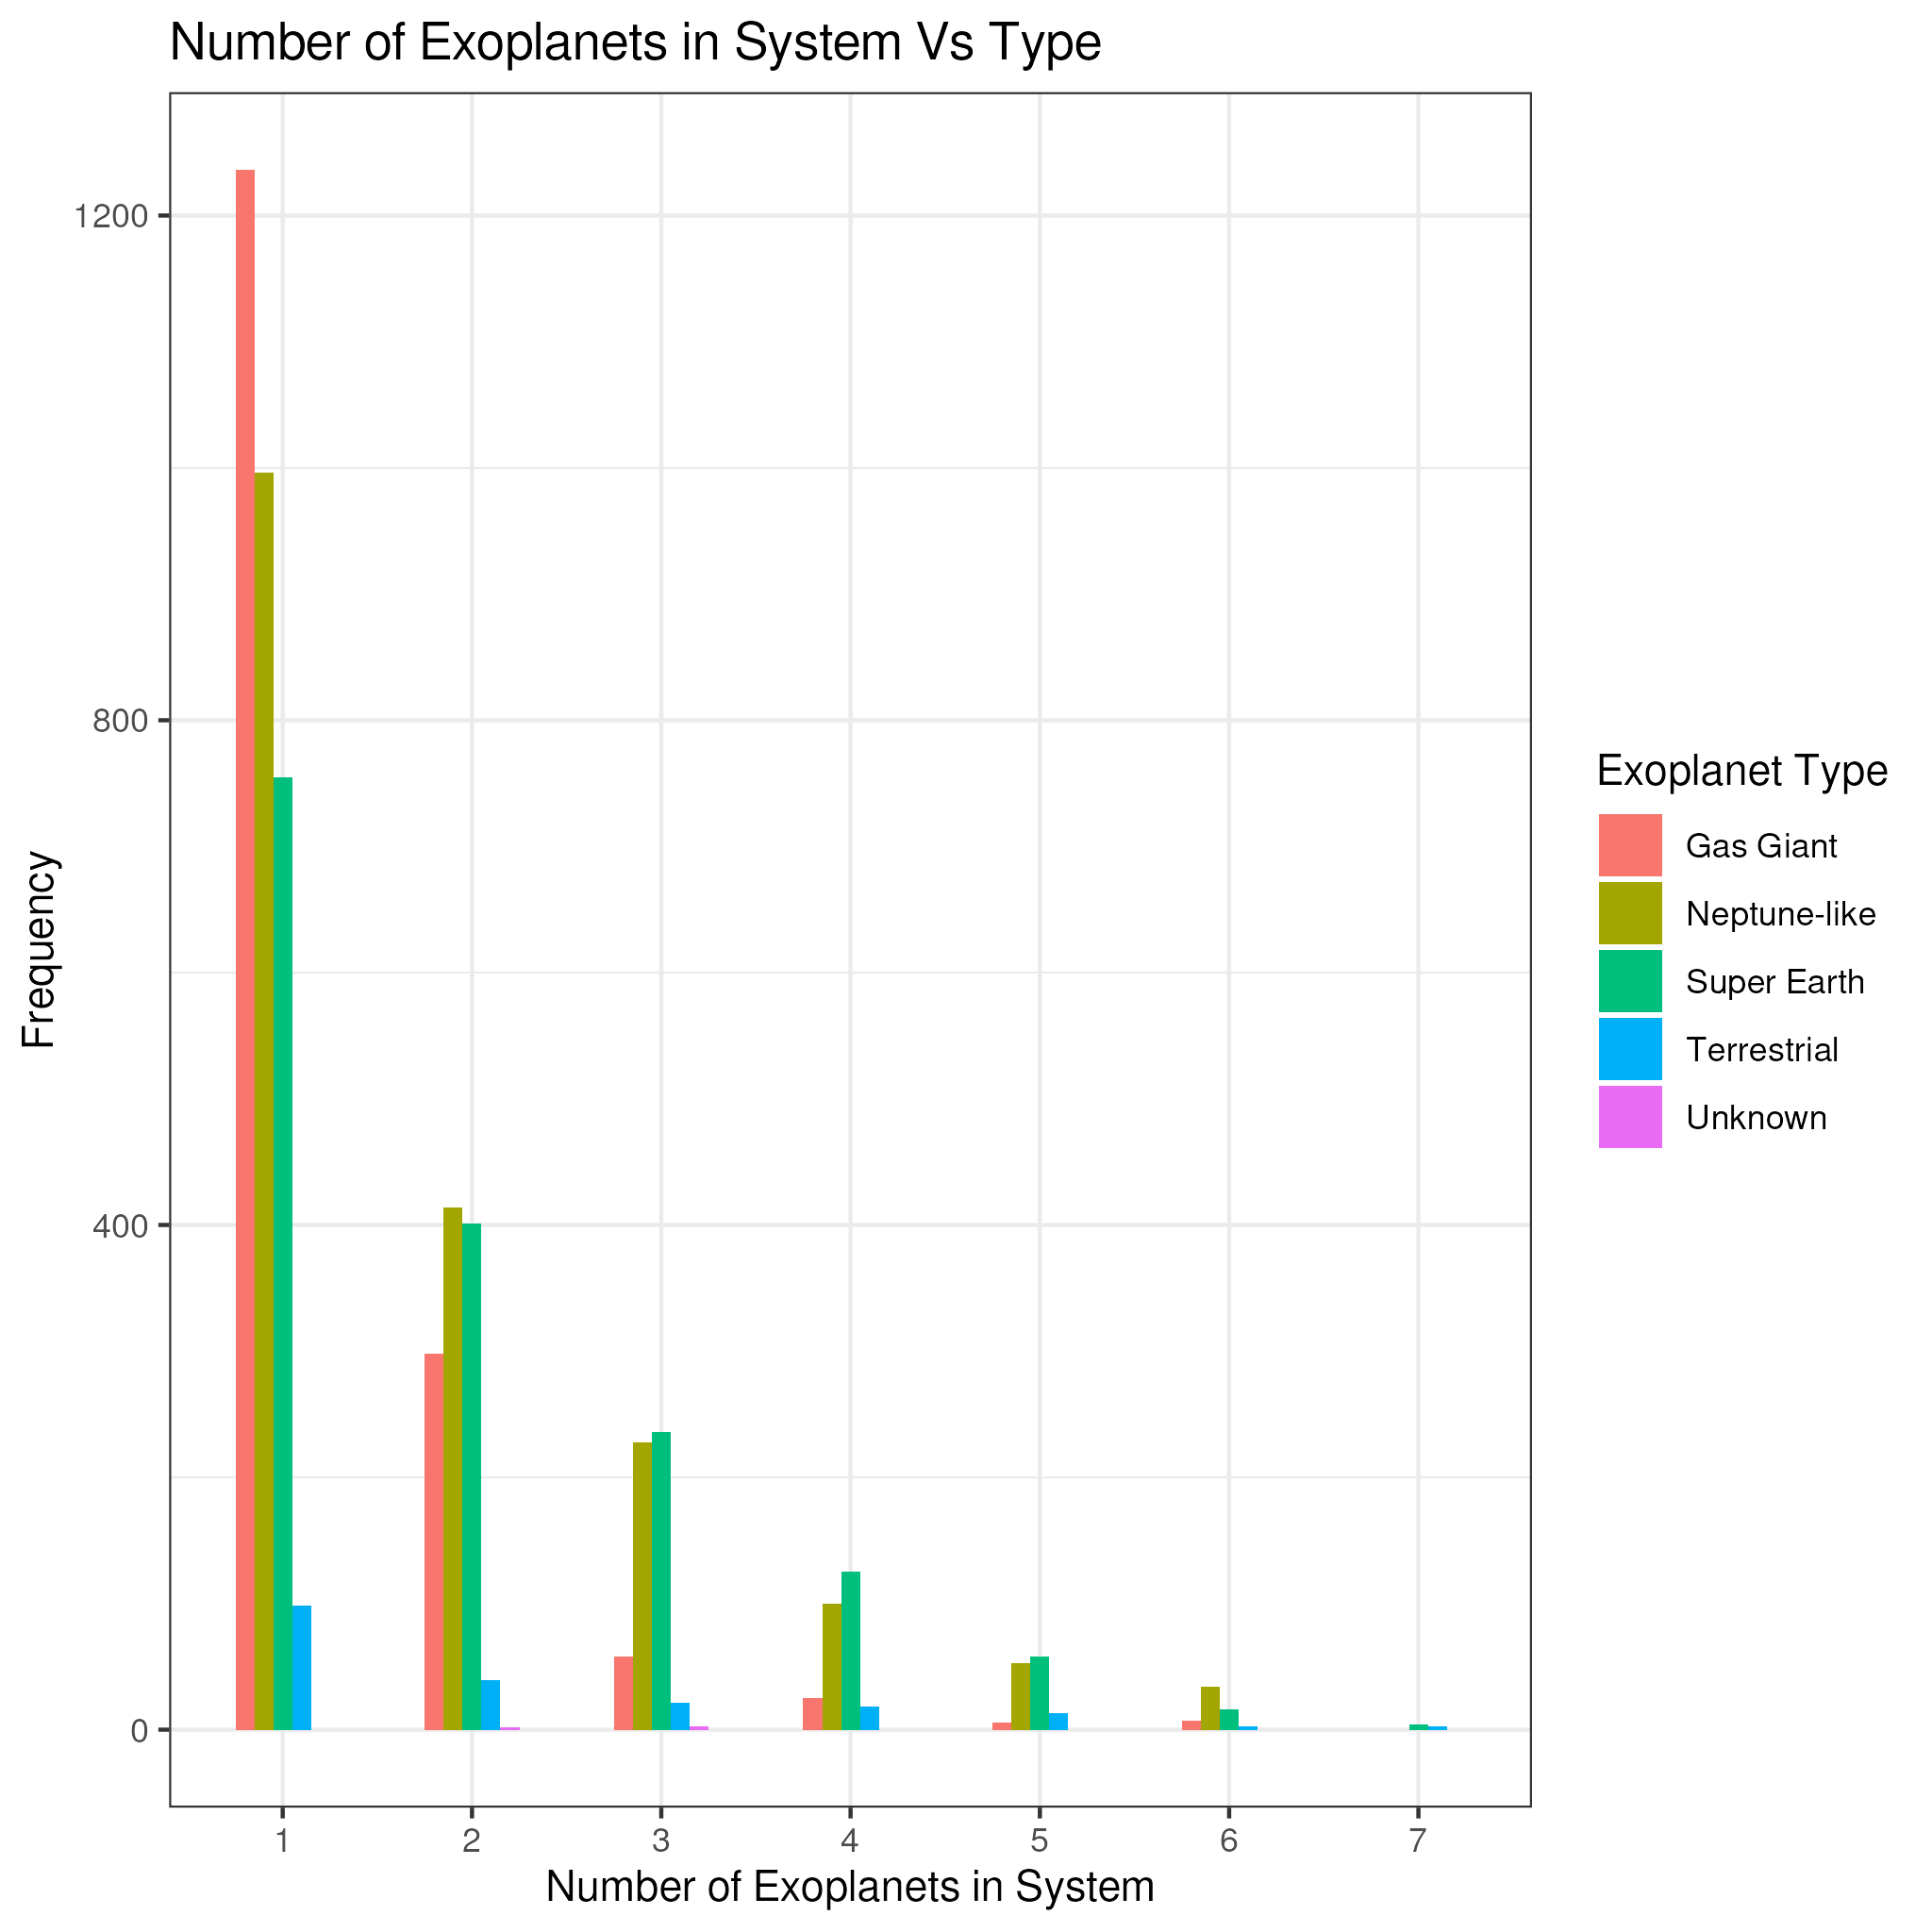 Number of Exoplanets in System Vs Type
1200
800
400
0
Frequency
1 2 3 4 5 6 7
Number of Exoplanets in System
Exoplanet Type
Gas Giant
Neptune-like
Super Earth
Terrestrial
Unknown